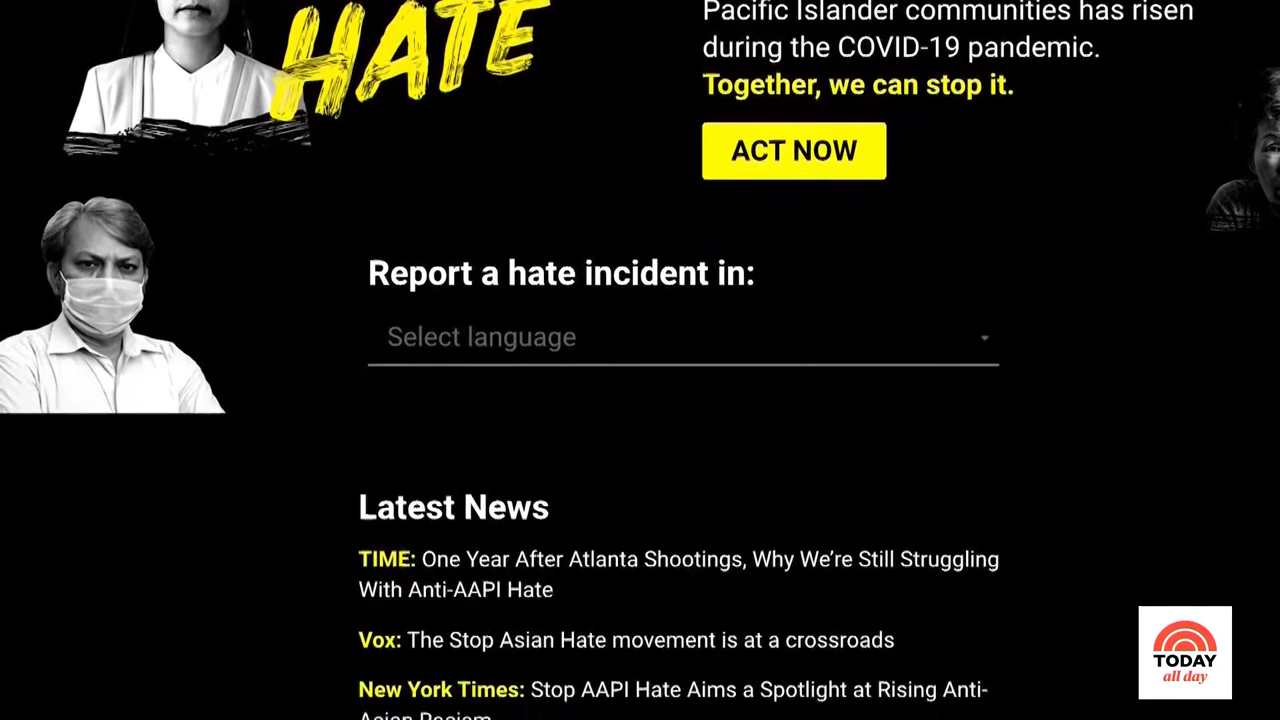 HATE
Pacific Islander communities has risen
during the COVID-19 pandemic.
Together, we can stop it.
ACT NOW
Report a hate incident in:
Select language
Latest News
TIME: One Year After Atlanta Shootings, Why We’re Still Struggling
With Anti-AAPI Hate
Vox: The Stop Asian Hate movement is at a crossroads
New York Times: Stop AAPI Hate Aims a Spotlight at Rising Anti-
Asian Racism
TODAY
all day